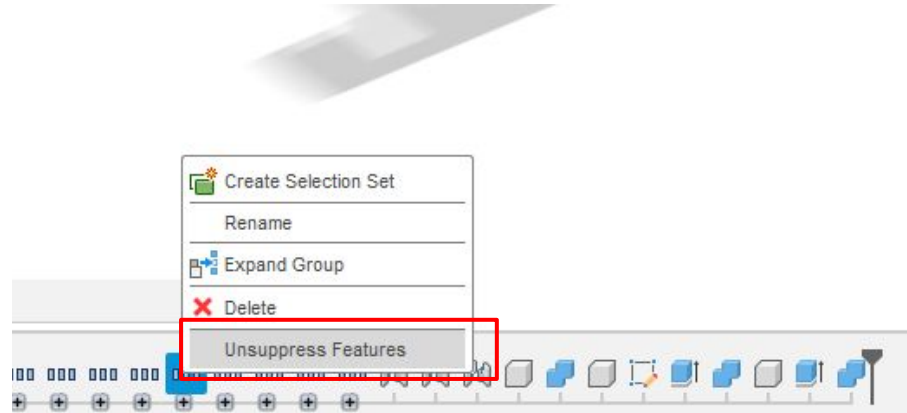 Create Selection Set
Rename
Expand Group
Delete
Unsuppress Features